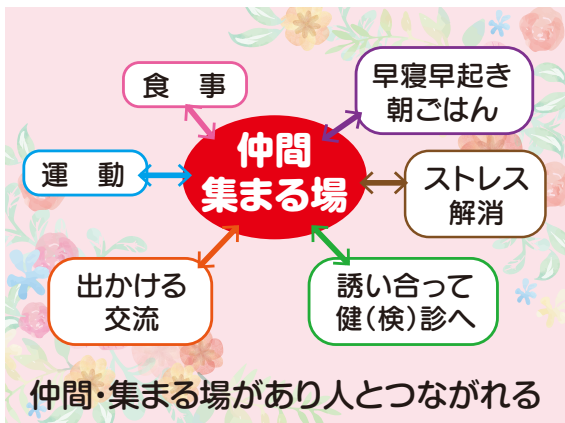 食　事
早寝早起き
朝ごはん
仲間
集まる場
運　動
ストレス
解消
出かける
交流
誘い合って
健（検）診へ
仲間・集まる場があり人とつながれる